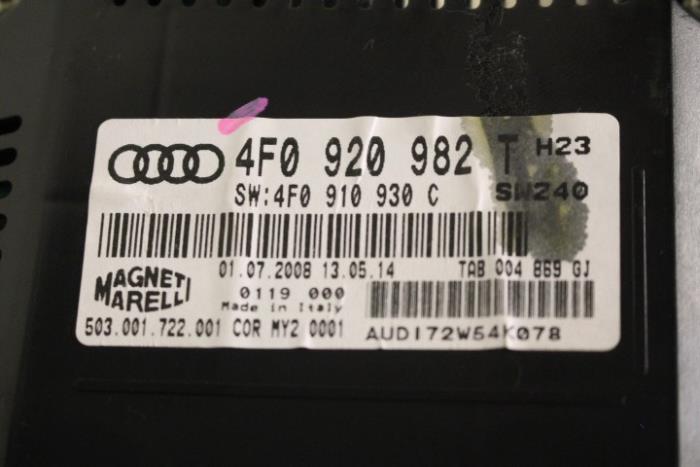 4F0 920 982 T H23
SW:4F0 910 930 C SW240
01.07.2008 13.05.14 TAB 004 869 GJ
MAGNETI MARELLI
0119 000
Made in Italy
503.001.722.001 COR MY2 0001 AUDI72W54K078